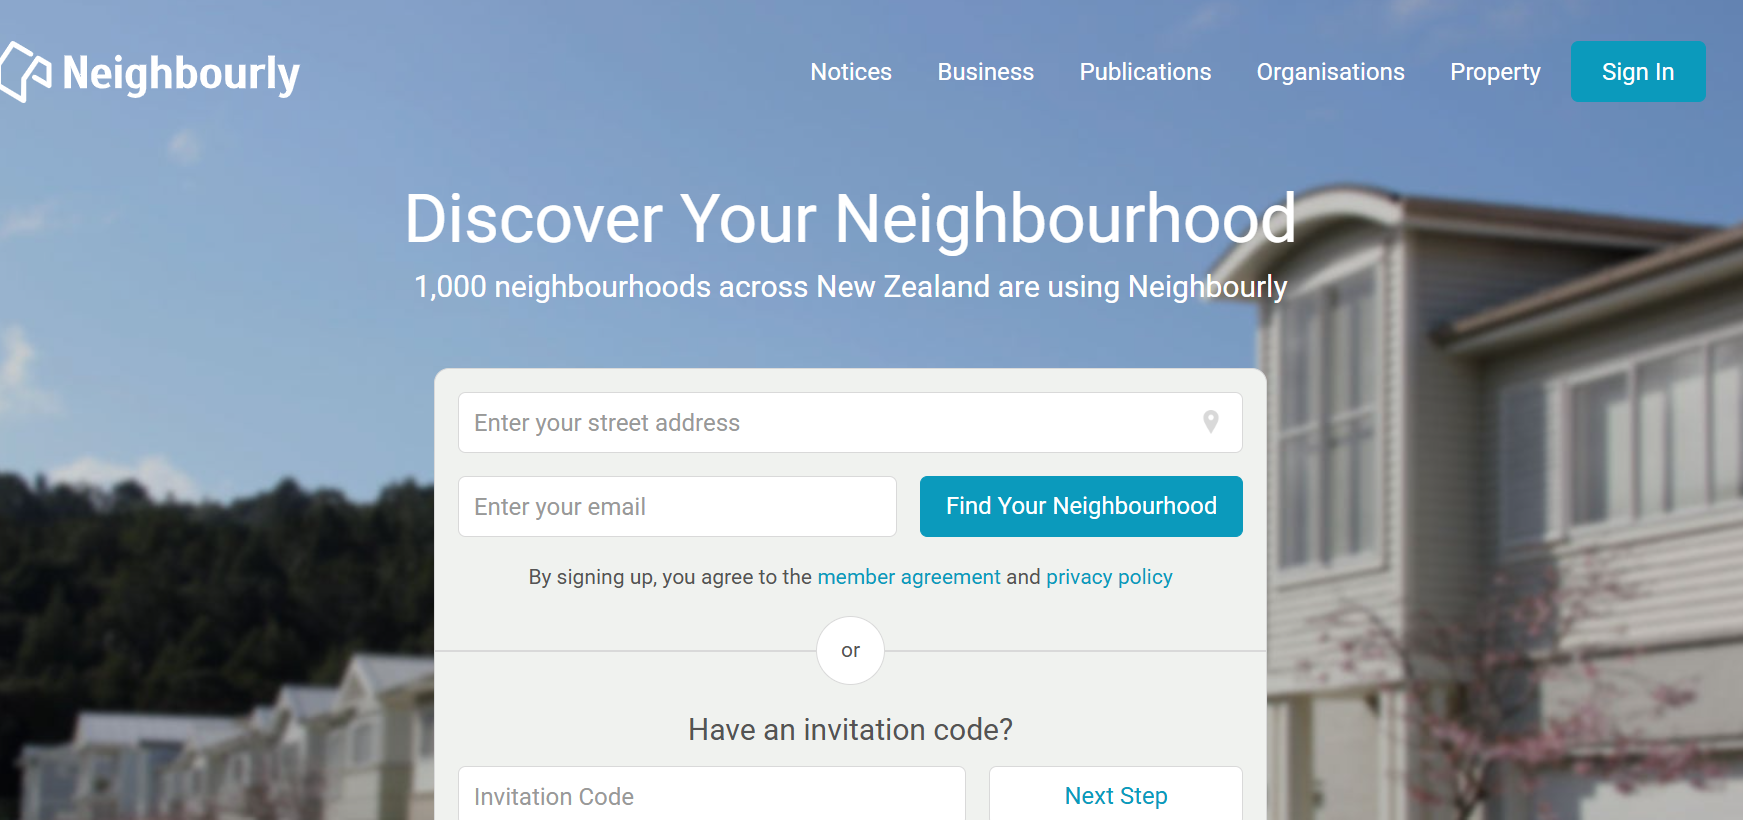 Neighbourly
Notices Business Publications Organisations Property Sign In
Discover Your Neighbourhood
1,000 neighbourhoods across New Zealand are using Neighbourly
Enter your street address
Enter your email Find Your Neighbourhood
By signing up, you agree to the member agreement and privacy policy
or
Have an invitation code?
Invitation Code Next Step